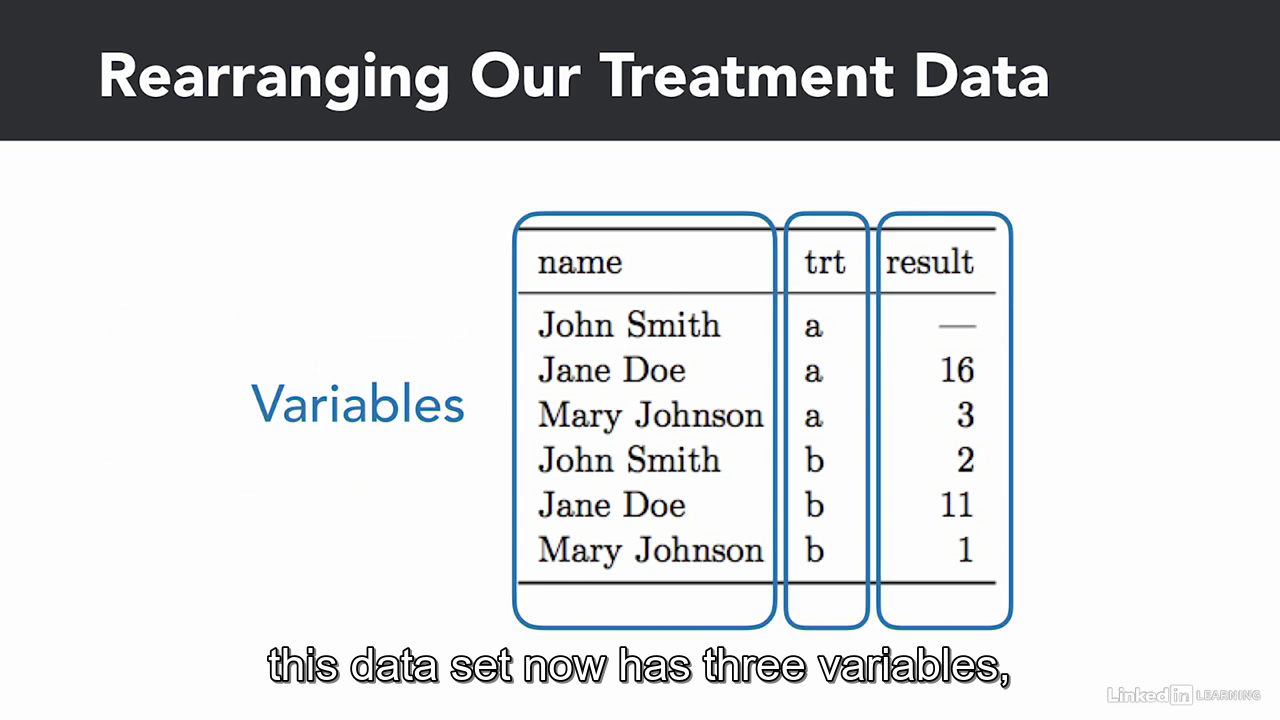 Rearranging Our Treatment Data
Variables
name trt result
John Smith a —
Jane Doe a 16
Mary Johnson a 3
John Smith b 2
Jane Doe b 11
Mary Johnson b 1
this data set now has three variables,
Linked in LEARNING